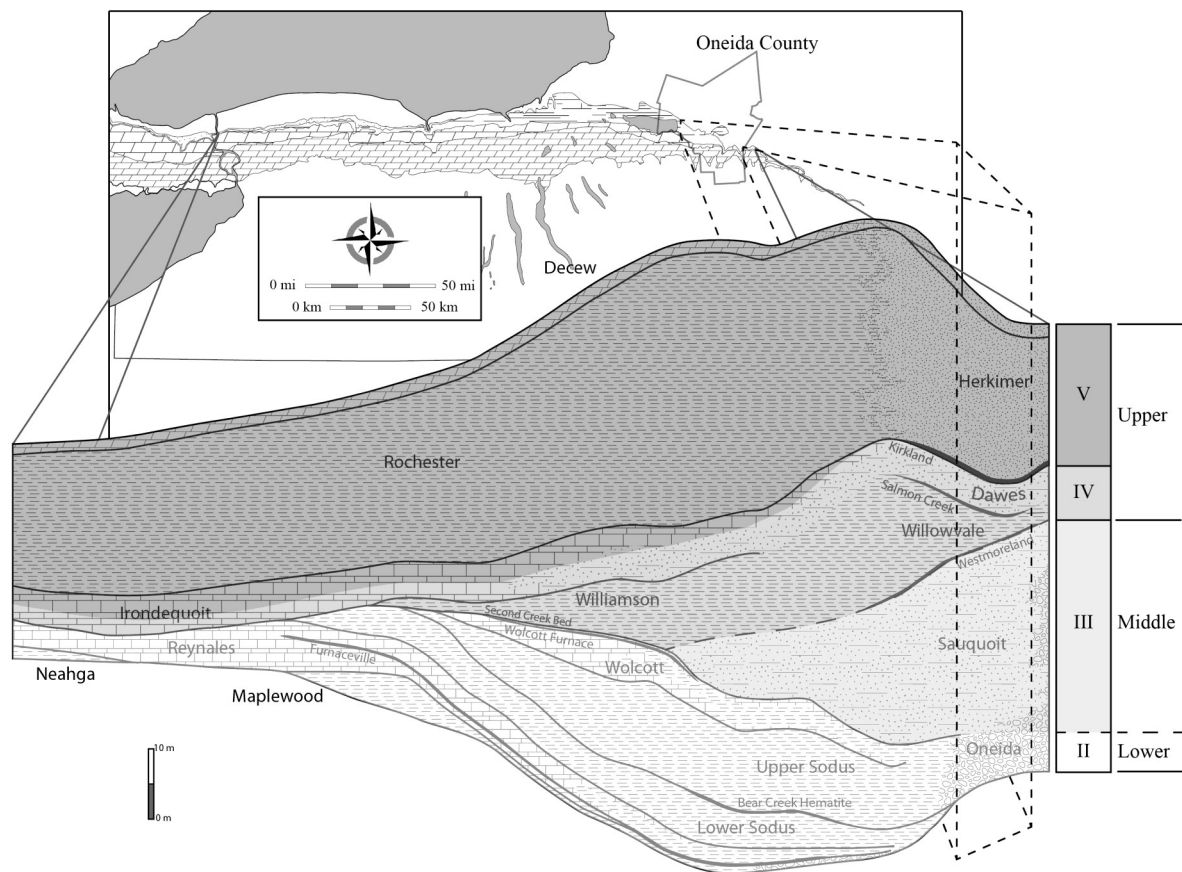 Oneida County
0 mi 50 mi
0 km 50 km
Decew
Herkimer
Rochester
Kirkland
Salmon Creek
Dawes
Willowvale
Westmoreland
Irondequoit
Williamson
Second Creek Bed
Wolcott Furnace
Reynales
Furnaceville
Wolcott
Sauquoit
Neahga
Maplewood
Oneida
Upper Sodus
Bear Creek Hematite
Lower Sodus
10 m
0 m
V
Upper
IV
III
Middle
II
Lower